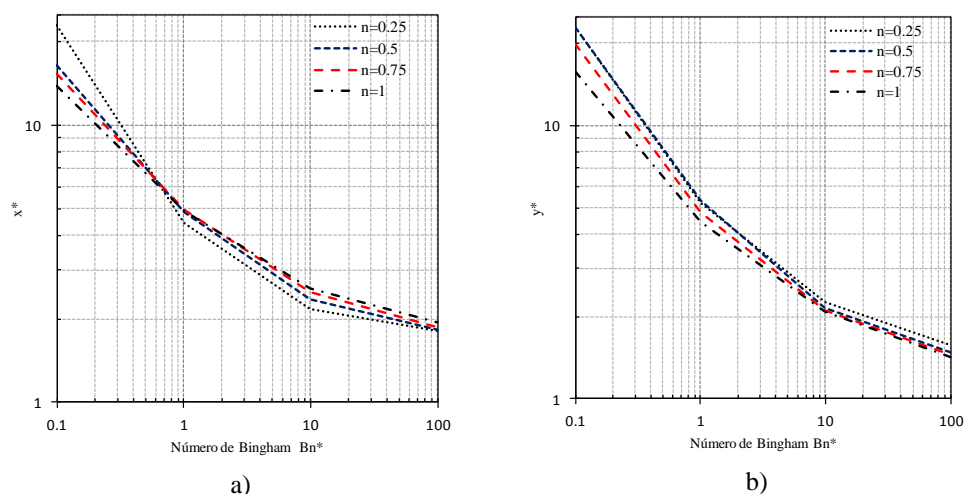 n=0.25
n=0.5
n=0.75
n=1
10
1
x*
0.1 1 10 100
Número de Bingham Bn*
a)
n=0.25
n=0.5
n=0.75
n=1
10
1
y*
0.1 1 10 100
Número de Bingham Bn*
b)